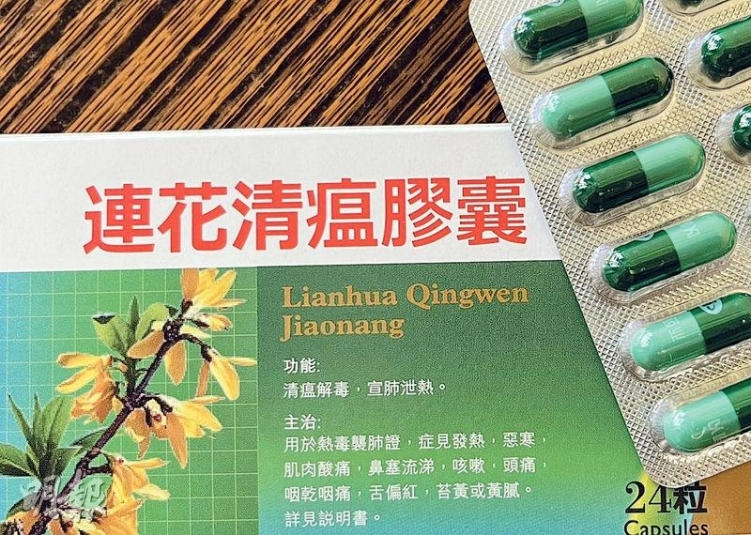 連花清瘟膠囊
Lianhua Qingwen
Jiaonang
功能:
清瘟解毒，宣肺泄熱。
主治:
用於熱毒襲肺證，症見發熱，惡寒，
肌肉酸痛，鼻塞流涕，咳嗽，頭痛，
咽乾咽痛，舌偏紅，苔黃或黃膩。
詳見説明書。
24粒
Capsules
明報